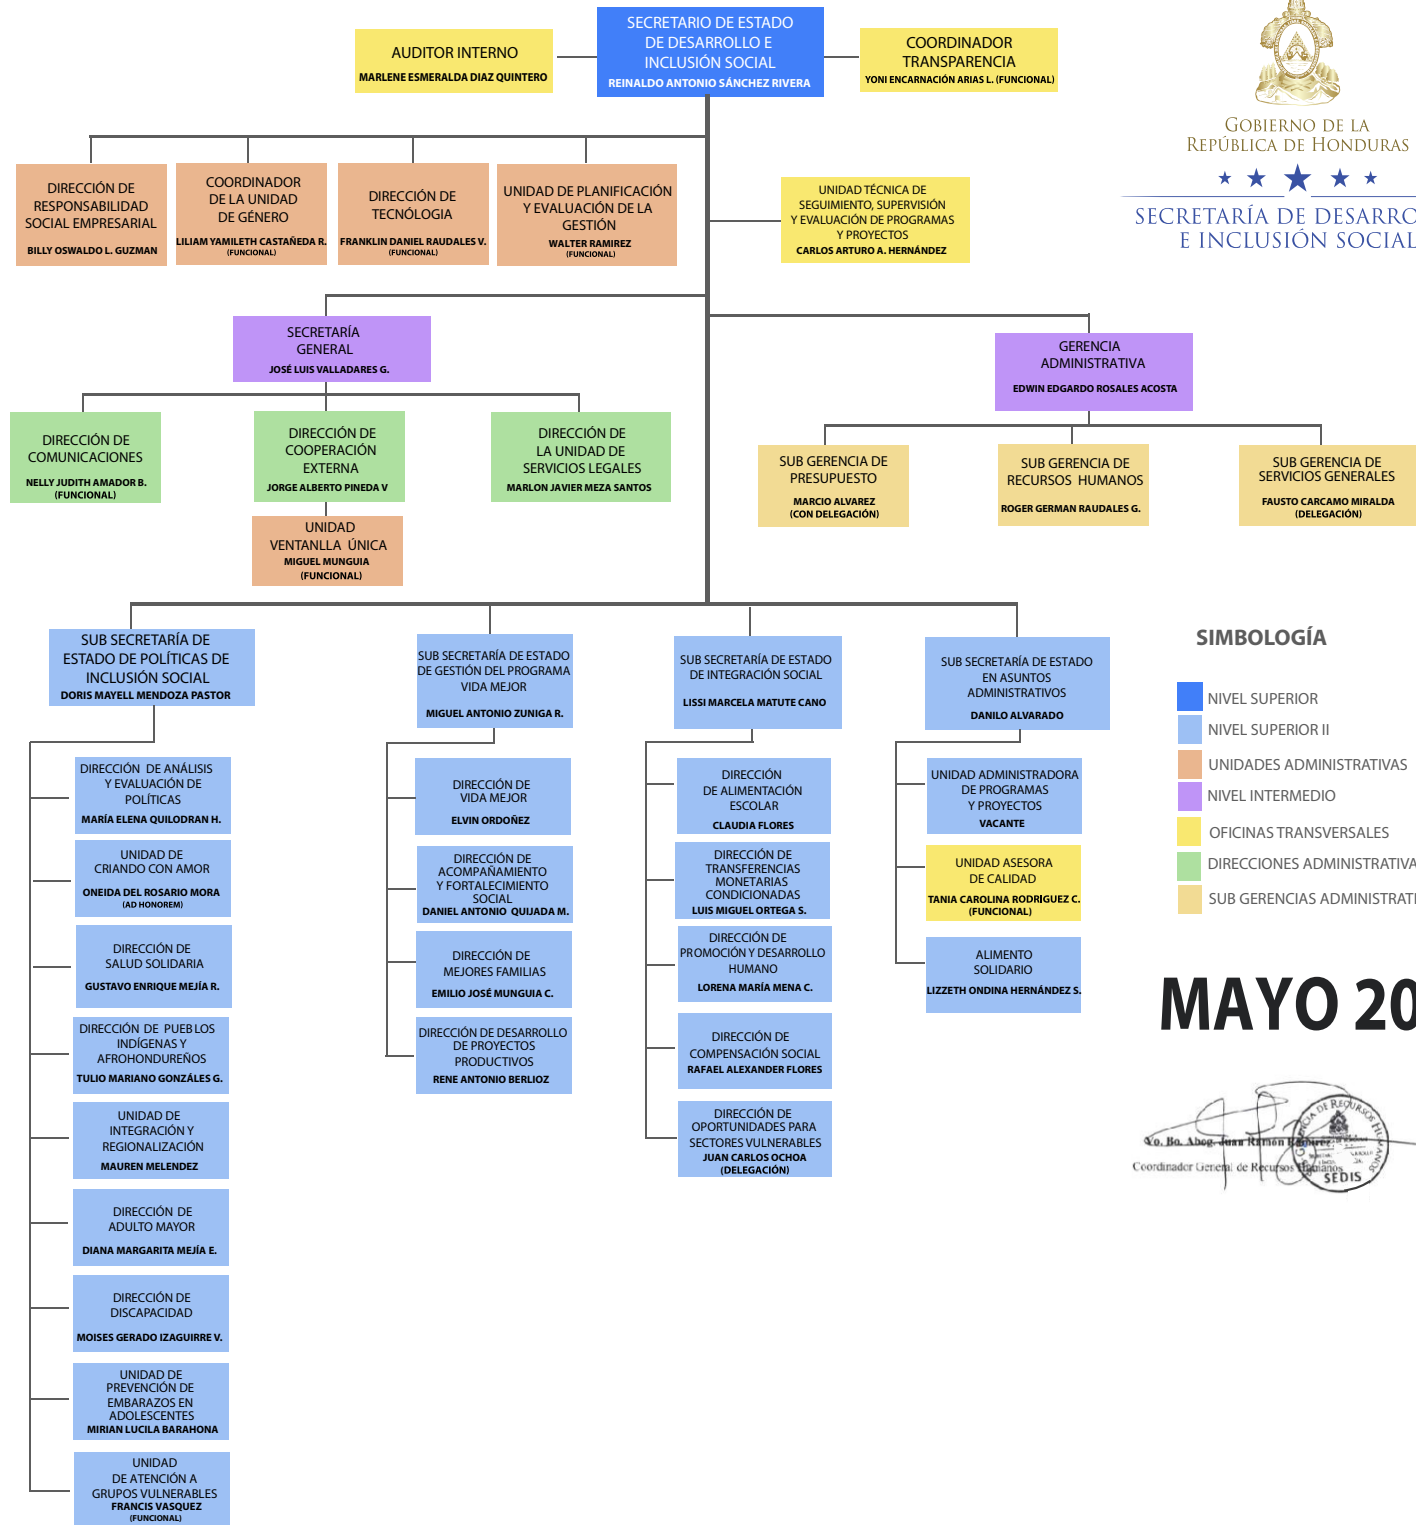 SECRETARIO DE ESTADO
DE DESARROLLO E
INCLUSIÓN SOCIAL
REINALDO ANTONIO SÁNCHEZ RIVERA
AUDITOR INTERNO
MARLENE ESMERALDA DIAZ QUINTERO
COORDINADOR
TRANSPARENCIA
YONI ENCARNACIÓN ARIAS L. (FUNCIONAL)
GOBIERNO DE LA
REPÚBLICA DE HONDURAS
SECRETARÍA DE DESARRO
E INCLUSIÓN SOCIAL
DIRECCIÓN DE
RESPONSABILIDAD
SOCIAL EMPRESARIAL
BILLY OSWALDO L. GUZMAN
COORDINADOR
DE LA UNIDAD
DE GÉNERO
LILIAM YAMILETH CASTAÑEDA R.
(FUNCIONAL)
DIRECCIÓN DE
TECNÓLOGIA
FRANKLIN DANIEL RAUDALES V.
(FUNCIONAL)
UNIDAD DE PLANIFICACIÓN
Y EVALUACIÓN DE LA
GESTIÓN
WALTER RAMIREZ
(FUNCIONAL)
UNIDAD TÉCNICA DE
SEGUIMIENTO, SUPERVISIÓN
Y EVALUACIÓN DE PROGRAMAS
Y PROYECTOS
CARLOS ARTURO A. HERNÁNDEZ
SECRETARÍA
GENERAL
JOSÉ LUIS VALLADARES G.
GERENCIA
ADMINISTRATIVA
EDWIN EDGARDO ROSALES ACOSTA
DIRECCIÓN DE
COMUNICACIONES
NELLY JUDITH AMADOR B.
(FUNCIONAL)
DIRECCIÓN DE
COOPERACIÓN
EXTERNA
JORGE ALBERTO PINEDA V
DIRECCIÓN DE
LA UNIDAD DE
SERVICIOS LEGALES
MARLON JAVIER MEZA SANTOS
UNIDAD
VENTANLLA ÚNICA
MIGUEL MUNGUIA
(FUNCIONAL)
SUB GERENCIA DE
PRESUPUESTO
MARCIO ALVAREZ
(CON DELEGACIÓN)
SUB GERENCIA DE
RECURSOS HUMANOS
ROGER GERMAN RAUDALES G.
SUB GERENCIA DE
SERVICIOS GENERALES
FAUSTO CARCAMO MIRALDA
(DELEGACIÓN)
SUB SECRETARÍA DE
ESTADO DE POLÍTICAS DE
INCLUSIÓN SOCIAL
DORIS MAYELL MENDOZA PASTOR
SUB SECRETARÍA DE ESTADO
DE GESTIÓN DEL PROGRAMA
VIDA MEJOR
MIGUEL ANTONIO ZUNIGA R.
SUB SECRETARÍA DE ESTADO
DE INTEGRACIÓN SOCIAL
LISSI MARCELA MATUTE CANO
SUB SECRETARÍA DE ESTADO
EN ASUNTOS
ADMINISTRATIVOS
DANILO ALVARADO
DIRECCIÓN DE ANÁLISIS
Y EVALUACIÓN DE
POLÍTICAS
MARÍA ELENA QUILODRAN H.
UNIDAD DE
CRIANDO CON AMOR
ONEIDA DEL ROSARIO MORA
(AD HONOREM)
DIRECCIÓN DE
SALUD SOLIDARIA
GUSTAVO ENRIQUE MEJÍA R.
DIRECCIÓN DE PUEBLOS
INDÍGENAS Y
AFROHONDUREÑOS
TULIO MARIANO GONZÁLES G.
UNIDAD DE
INTEGRACIÓN Y
REGIONALIZACIÓN
MAUREN MELENDEZ
DIRECCIÓN DE
ADULTO MAYOR
DIANA MARGARITA MEJÍA E.
DIRECCIÓN DE
DISCAPACIDAD
MOISES GERADO IZAGUIRRE V.
UNIDAD DE
PREVENCIÓN DE
EMBARAZOS EN
ADOLESCENTES
MIRIAN LUCILA BARAHONA
UNIDAD
DE ATENCIÓN A
GRUPOS VULNERABLES
FRANCIS VASQUEZ
(FUNCIONAL)
DIRECCIÓN DE
VIDA MEJOR
ELVIN ORDOÑEZ
DIRECCIÓN DE
ACOMPAÑAMIENTO
Y FORTALECIMIENTO
SOCIAL
DANIEL ANTONIO QUIJADA M.
DIRECCIÓN DE
MEJORES FAMILIAS
EMILIO JOSÉ MUNGUIA C.
DIRECCIÓN DE DESARROLLO
DE PROYECTOS
PRODUCTIVOS
RENE ANTONIO BERLIOZ
DIRECCIÓN
DE ALIMENTACIÓN
ESCOLAR
CLAUDIA FLORES
DIRECCIÓN DE
TRANSFERENCIAS
MONETARIAS
CONDICIONADAS
LUIS MIGUEL ORTEGA S.
DIRECCIÓN DE
PROMOCIÓN Y DESARROLLO
HUMANO
LORENA MARÍA MENA C.
DIRECCIÓN DE
COMPENSACIÓN SOCIAL
RAFAEL ALEXANDER FLORES
DIRECCIÓN DE
OPORTUNIDADES PARA
SECTORES VULNERABLES
JUAN CARLOS OCHOA
(DELEGACIÓN)
UNIDAD ADMINISTRADORA
DE PROGRAMAS
Y PROYECTOS
VACANTE
UNIDAD ASESORA
DE CALIDAD
TANIA CAROLINA RODRIGUEZ C.
(FUNCIONAL)
ALIMENTO
SOLIDARIO
LIZZETH ONDINA HERNÁNDEZ S.
SIMBOLOGÍA
NIVEL SUPERIOR
NIVEL SUPERIOR II
UNIDADES ADMINISTRATIVAS
NIVEL INTERMEDIO
OFICINAS TRANSVERSALES
DIRECCIONES ADMINISTRATIVA
SUB GERENCIAS ADMINISTRATI
MAYO 20
Vo. Bo. Abog. Juan Ramón
Coordinador General de Recursos Humanos
GERENCIA DE RECURSOS HUMANOS
SEDIS